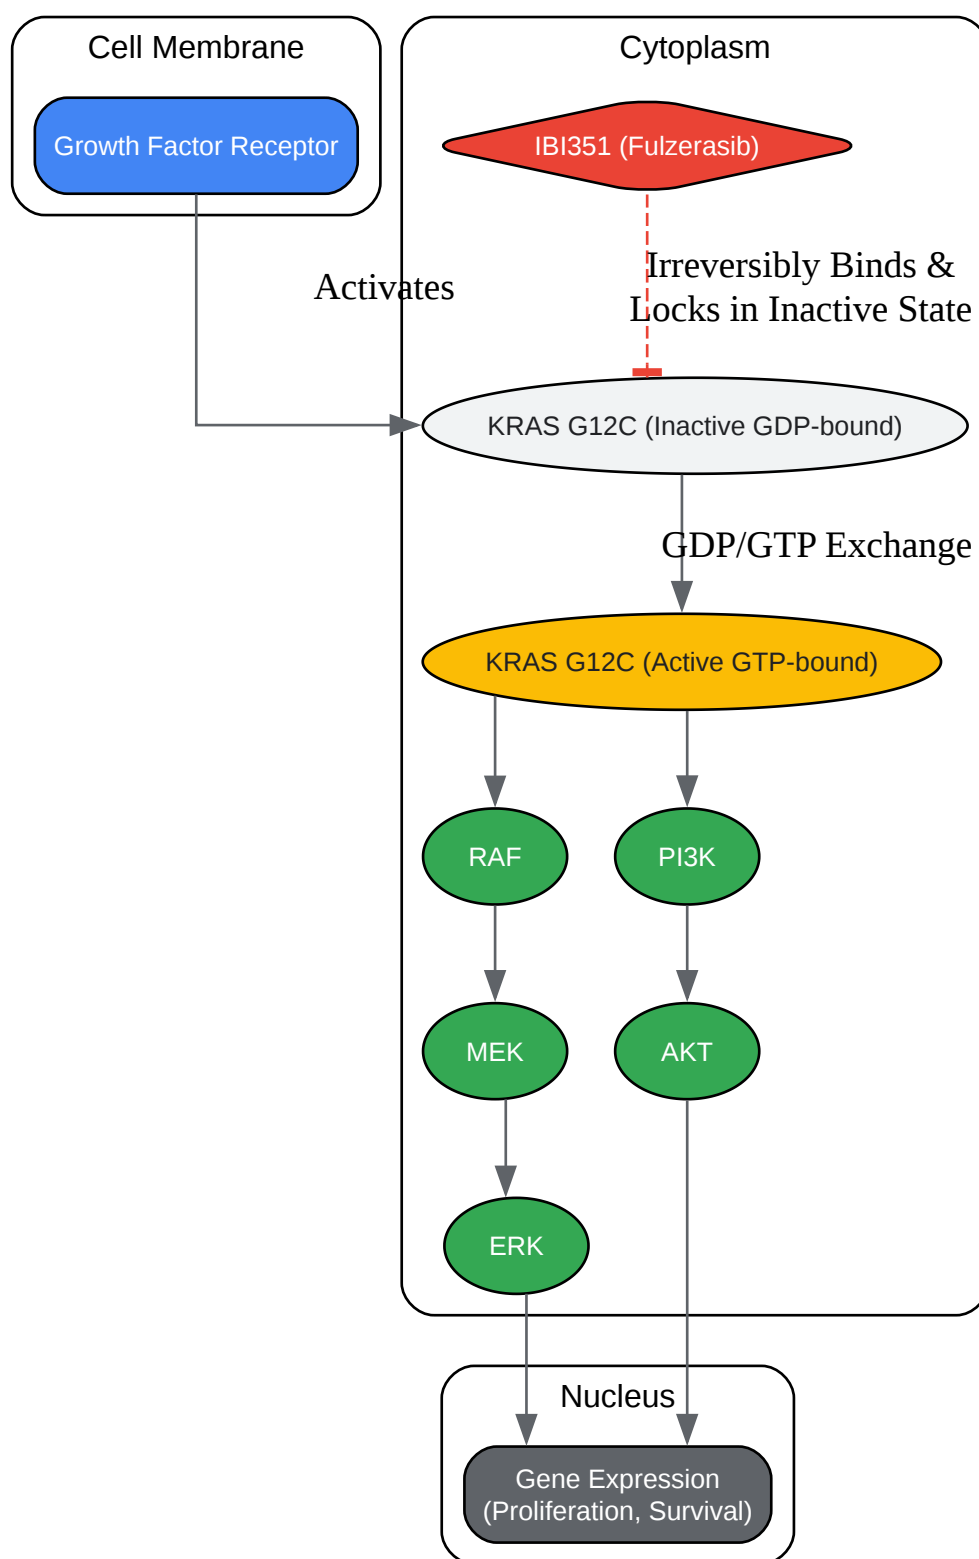 Cell Membrane
Cytoplasm
Growth Factor Receptor
IBI351 (Fulzerasib)
Activates
Irreversibly Binds &
Locks in Inactive State
KRAS G12C (Inactive GDP-bound)
GDP/GTP Exchange
KRAS G12C (Active GTP-bound)
RAF
PI3K
MEK
AKT
ERK
Nucleus
Gene Expression
(Proliferation, Survival)